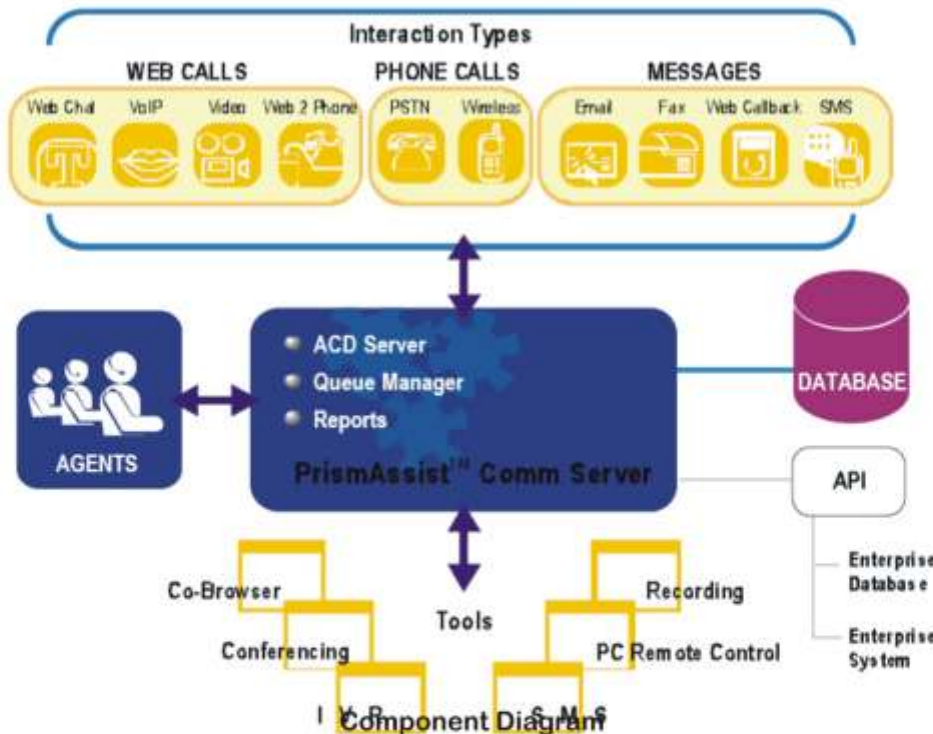 Interaction Types
WEB CALLS PHONE CALLS MESSAGES
Web Chat VoIP Video Web 2 Phone PSTN Wireless Email Fax Web Callback SMS
ACD Server
Queue Manager
Reports
PrismAssist™ Comm Server
AGENTS
DATABASE
API
Enterprise
Database
Enterprise
System
Co-Browser
Conferencing
I V R
Tools
Recording
PC Remote Control
S M S
Component Diagram